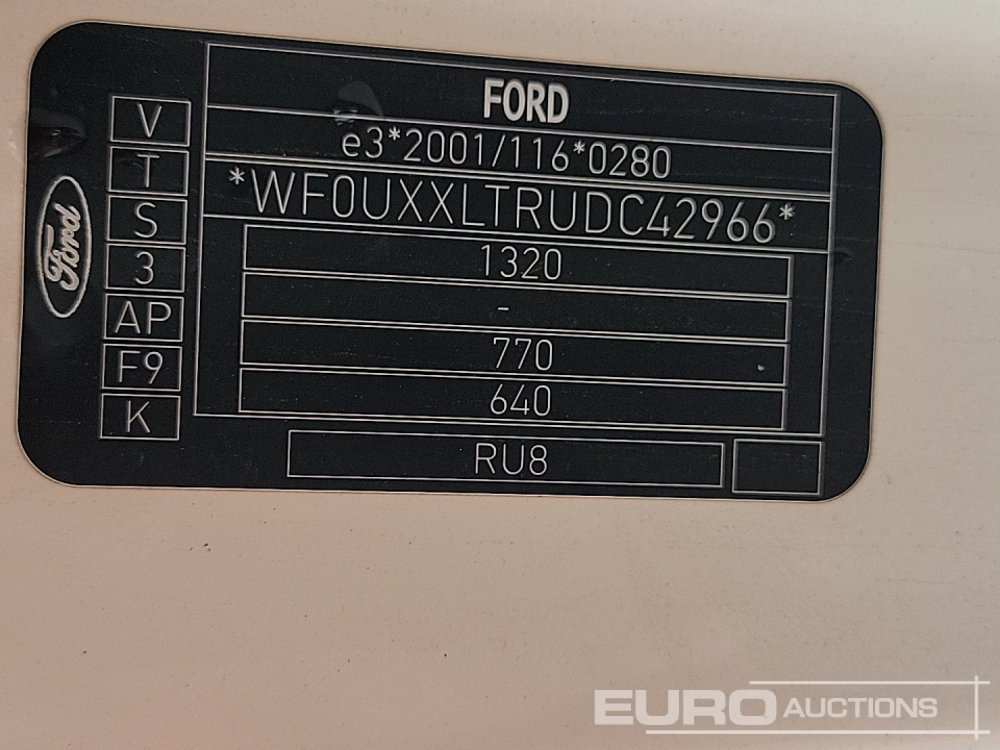 FORD
e3*2001/116*0280
*WF0UXXLTRUDC42966*
1320
-
770
640
RU8
V
T
S
3
AP
F9
K
Ford
EURO AUCTIONS